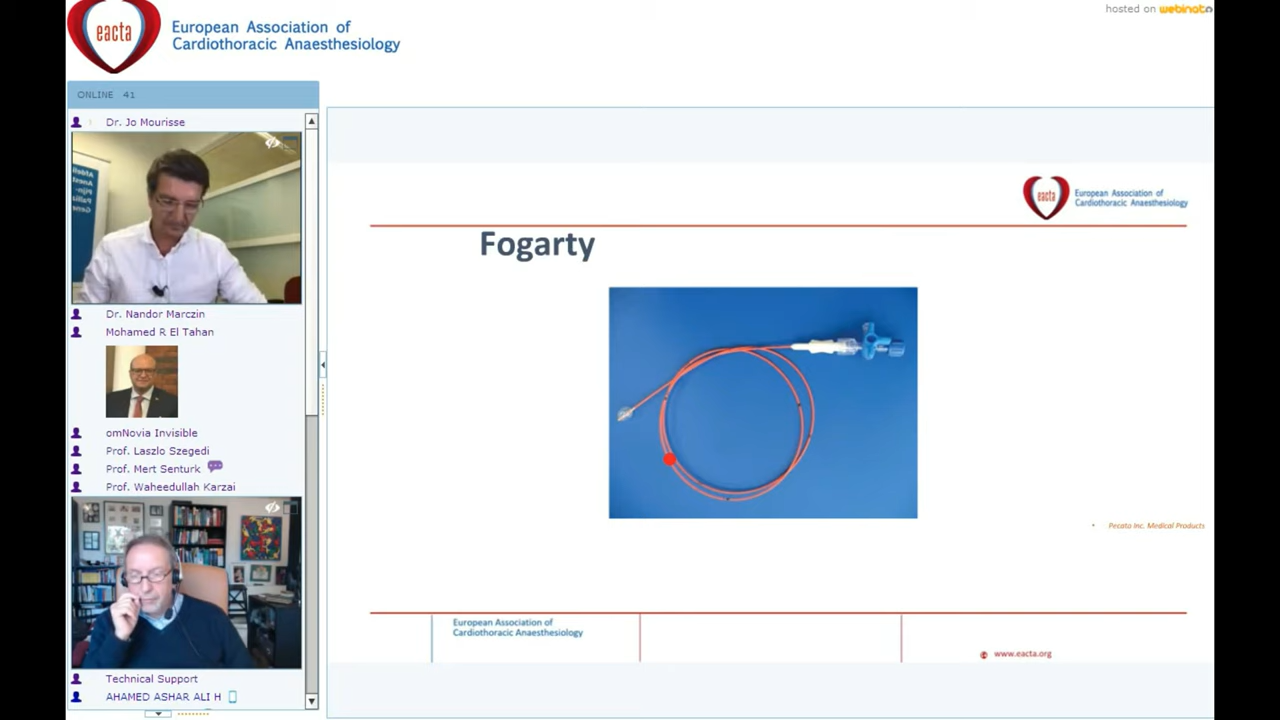 hosted on webinato
eacta
European Association of
Cardiothoracic Anaesthesiology
ONLINE 41
Dr. Jo Mourisse
Dr. Nandor Marczin
Mohamed R El Tahan
omNovia Invisible
Prof. Laszlo Szegedi
Prof. Mert Senturk
Prof. Waheedullah Karzai
Technical Support
AHAMED ASHAR ALI H
eacta
European Association of
Cardiothoracic Anaesthesiology
Fogarty
• Pecato Inc. Medical Products
European Association of
Cardiothoracic Anaesthesiology
www.eacta.org